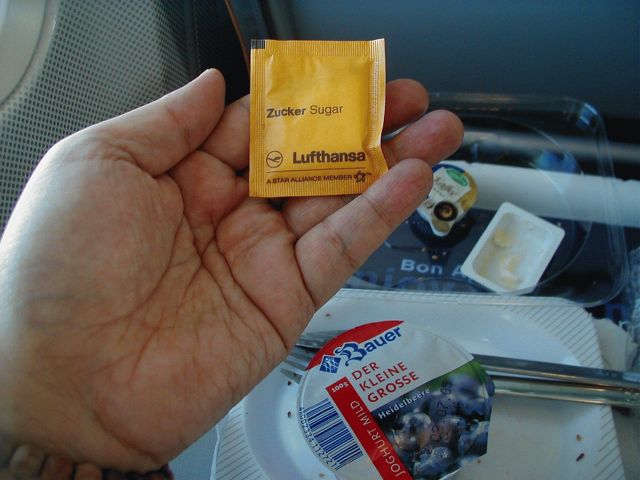 Zucker Sugar
Lufthansa
A STAR ALLIANCE MEMBER
Bon A
Bauer
100g
DER
KLEINE
GROSSE
Heidelbeere
JOGHURT MILD